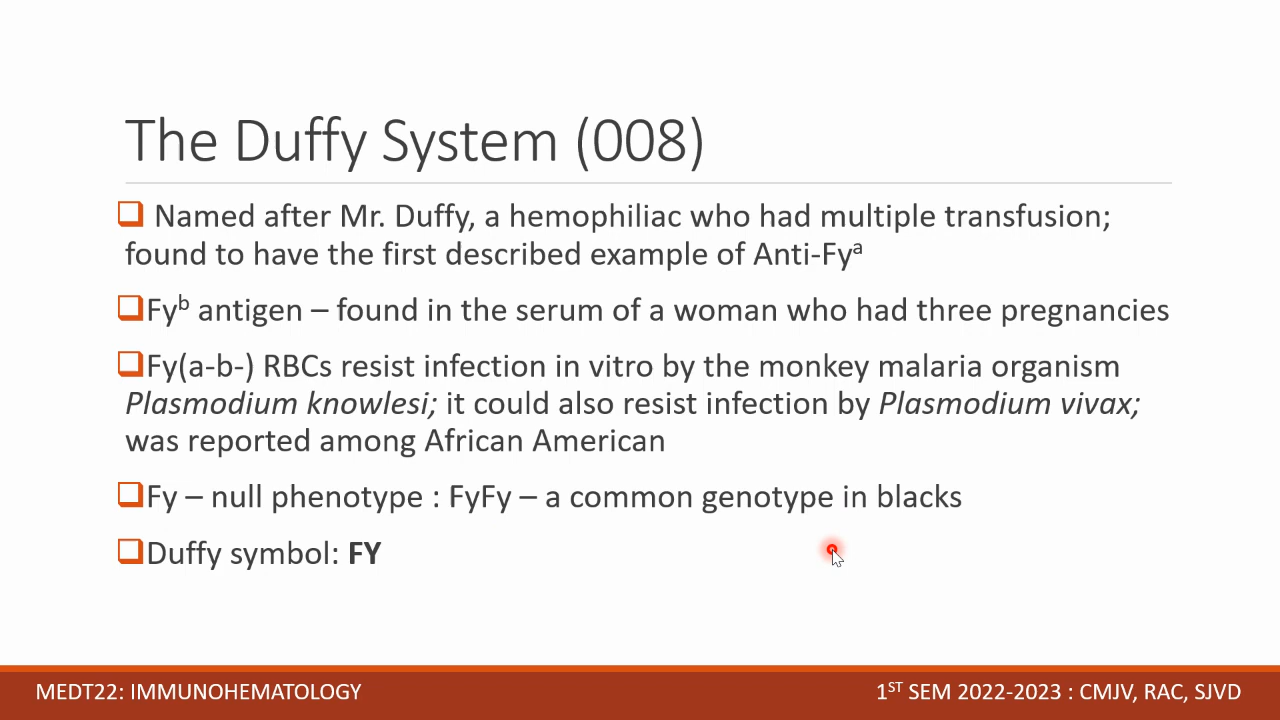 The Duffy System (008)
Named after Mr. Duffy, a hemophiliac who had multiple transfusion;
found to have the first described example of Anti-Fyᵃ
Fyᵇ antigen – found in the serum of a woman who had three pregnancies
Fy(a-b-) RBCs resist infection in vitro by the monkey malaria organism
Plasmodium knowlesi; it could also resist infection by Plasmodium vivax;
was reported among African American
Fy – null phenotype : FyFy – a common genotype in blacks
Duffy symbol: FY
MEDT22: IMMUNOHEMATOLOGY
1ST SEM 2022-2023 : CMJV, RAC, SJVD